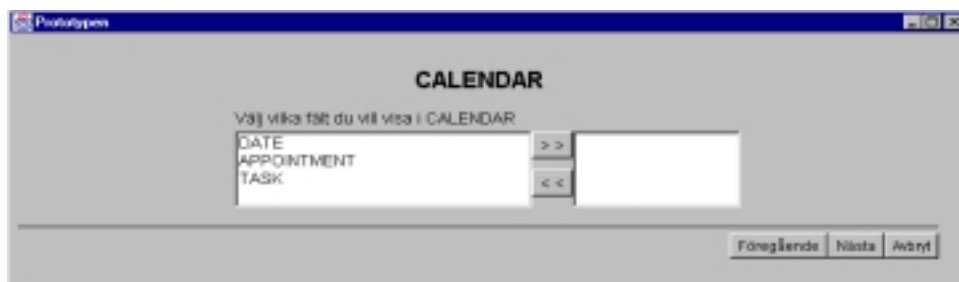 Prototypen
CALENDAR
Välj vilka fält du vill visa i CALENDAR
DATE
APPOINTMENT
TASK
> >
< <
Föregående Nästa Avbryt